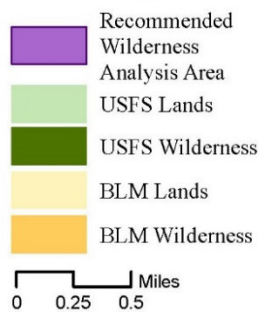 Recommended
Wilderness
Analysis Area
USFS Lands
USFS Wilderness
BLM Lands
BLM Wilderness
Miles
0 0.25 0.5